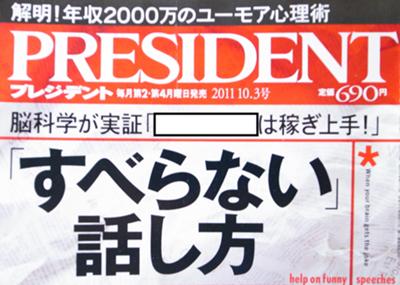 解明!年収2000万のユーモア心理術
PRESIDENT
プレジデント 毎月第2・第4月曜日発売 2011 10.3号 定価690円
脳科学が実証「 は稼ぎ上手!」
「すべらない」
話し方
*
When your brain gets the joke
help on funny speeches